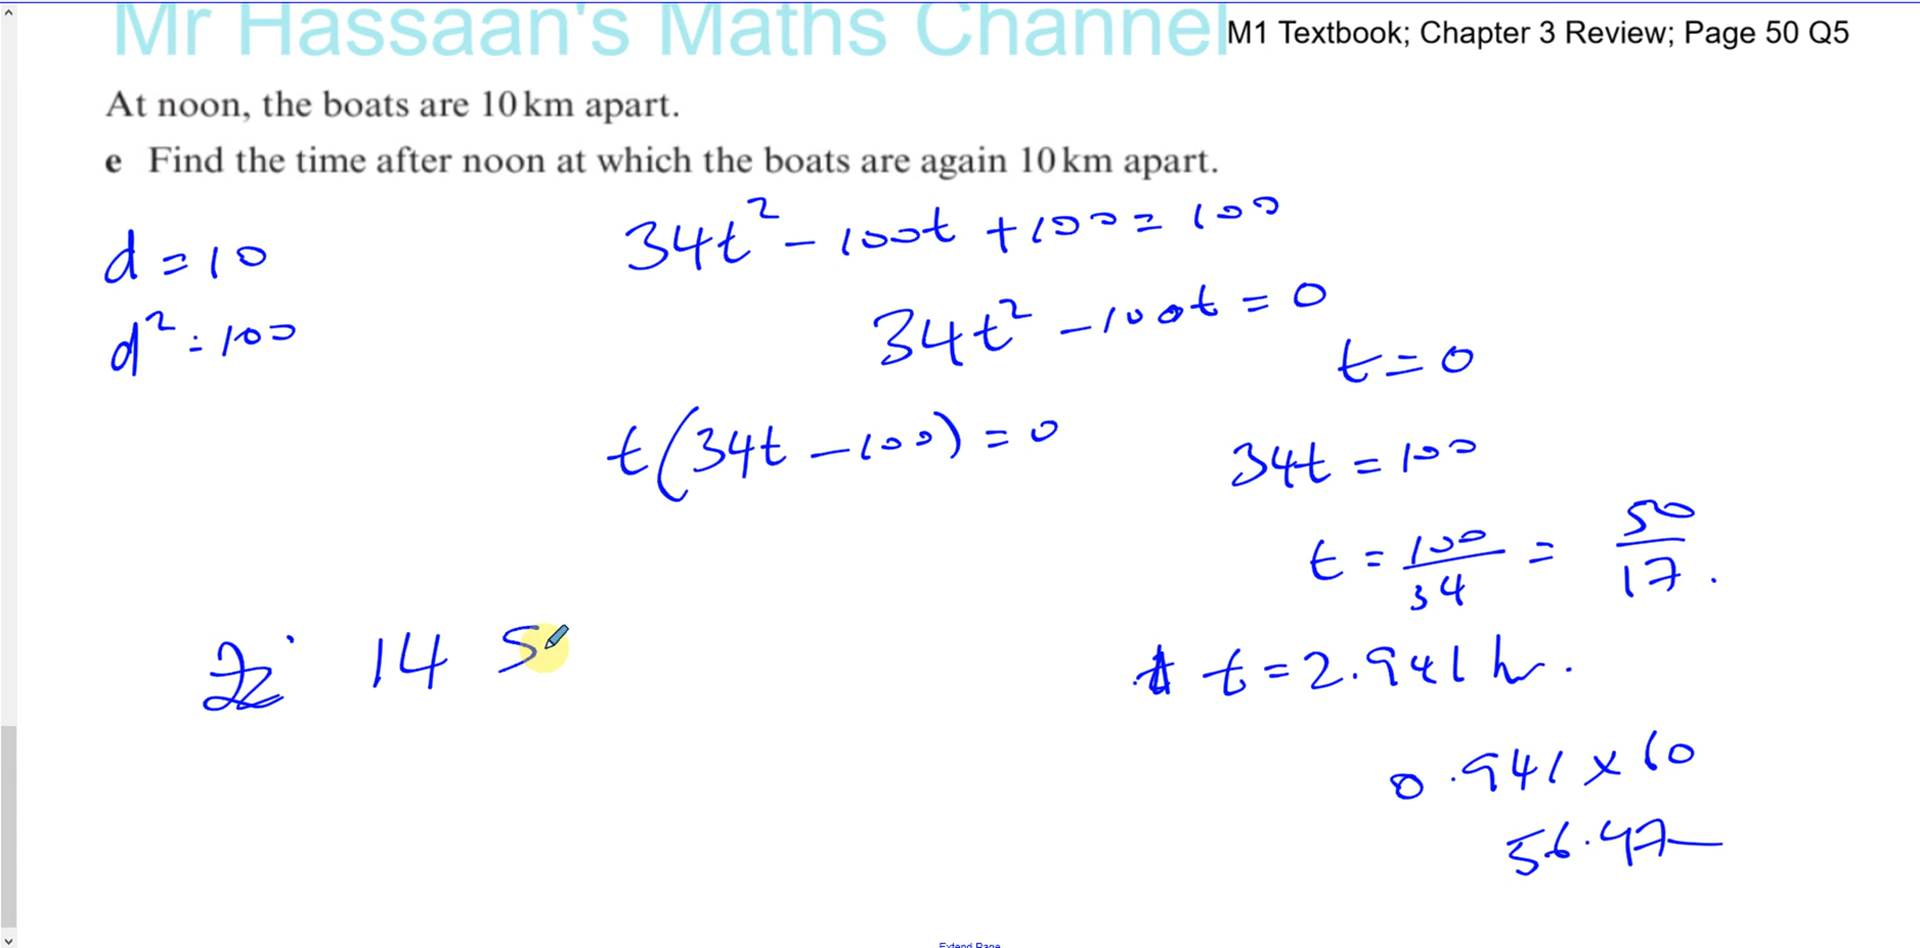 Mr Hassaan's Maths Channel
M1 Textbook; Chapter 3 Review; Page 50 Q5
At noon, the boats are 10 km apart.
e Find the time after noon at which the boats are again 10 km apart.
d = 10
d² = 100
34t² - 100t + 100 = 100
34t² - 100t = 0
t = 0
t(34t - 100) = 0
34t = 100
t = 100/34 = 50/17.
t = 2.941 hr.
14 5
0.941 x 60
56.47
Extend Page